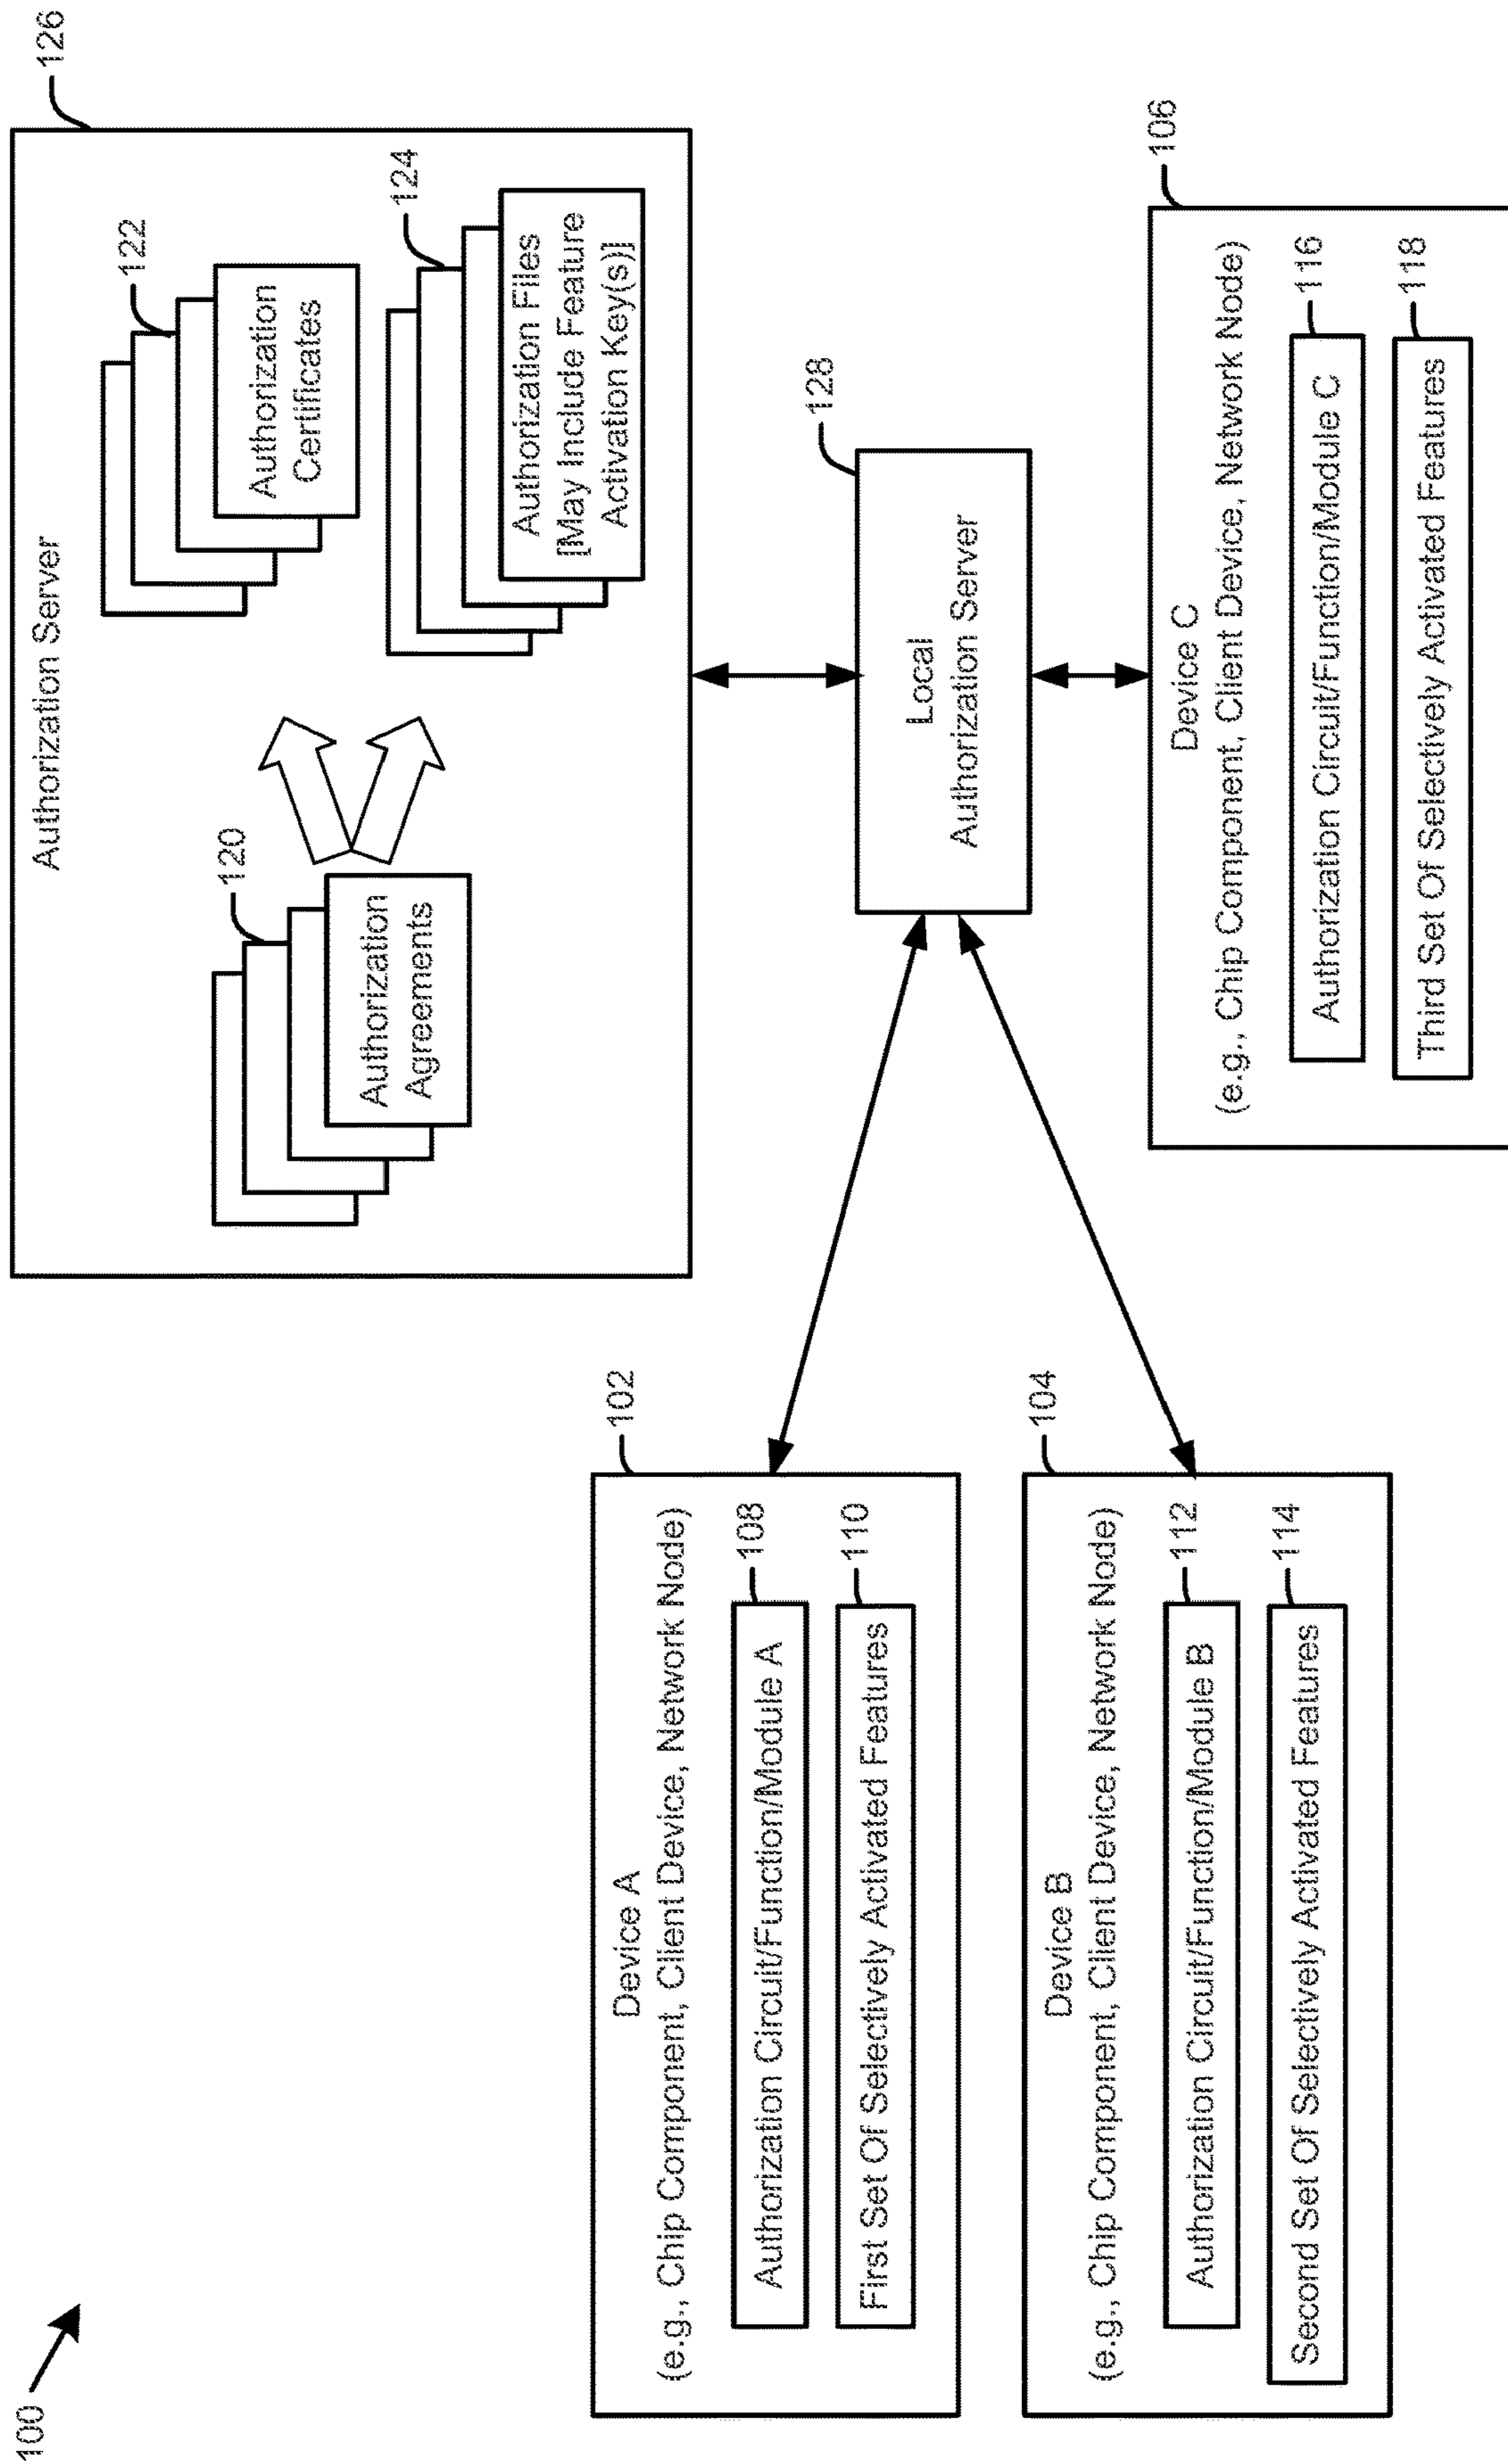 100
Authorization Server
126
120
Authorization
Agreements
122
Authorization
Certificates
124
Authorization Files
[May Include Feature
Activation Key(s)]
102
Device A
(e.g., Chip Component, Client Device, Network Node)
108
Authorization Circuit/Function/Module A
110
First Set Of Selectively Activated Features
128
Local
Authorization Server
104
Device B
(e.g., Chip Component, Client Device, Network Node)
112
Authorization Circuit/Function/Module B
114
Second Set Of Selectively Activated Features
106
Device C
(e.g., Chip Component, Client Device, Network Node)
116
Authorization Circuit/Function/Module C
118
Third Set Of Selectively Activated Features